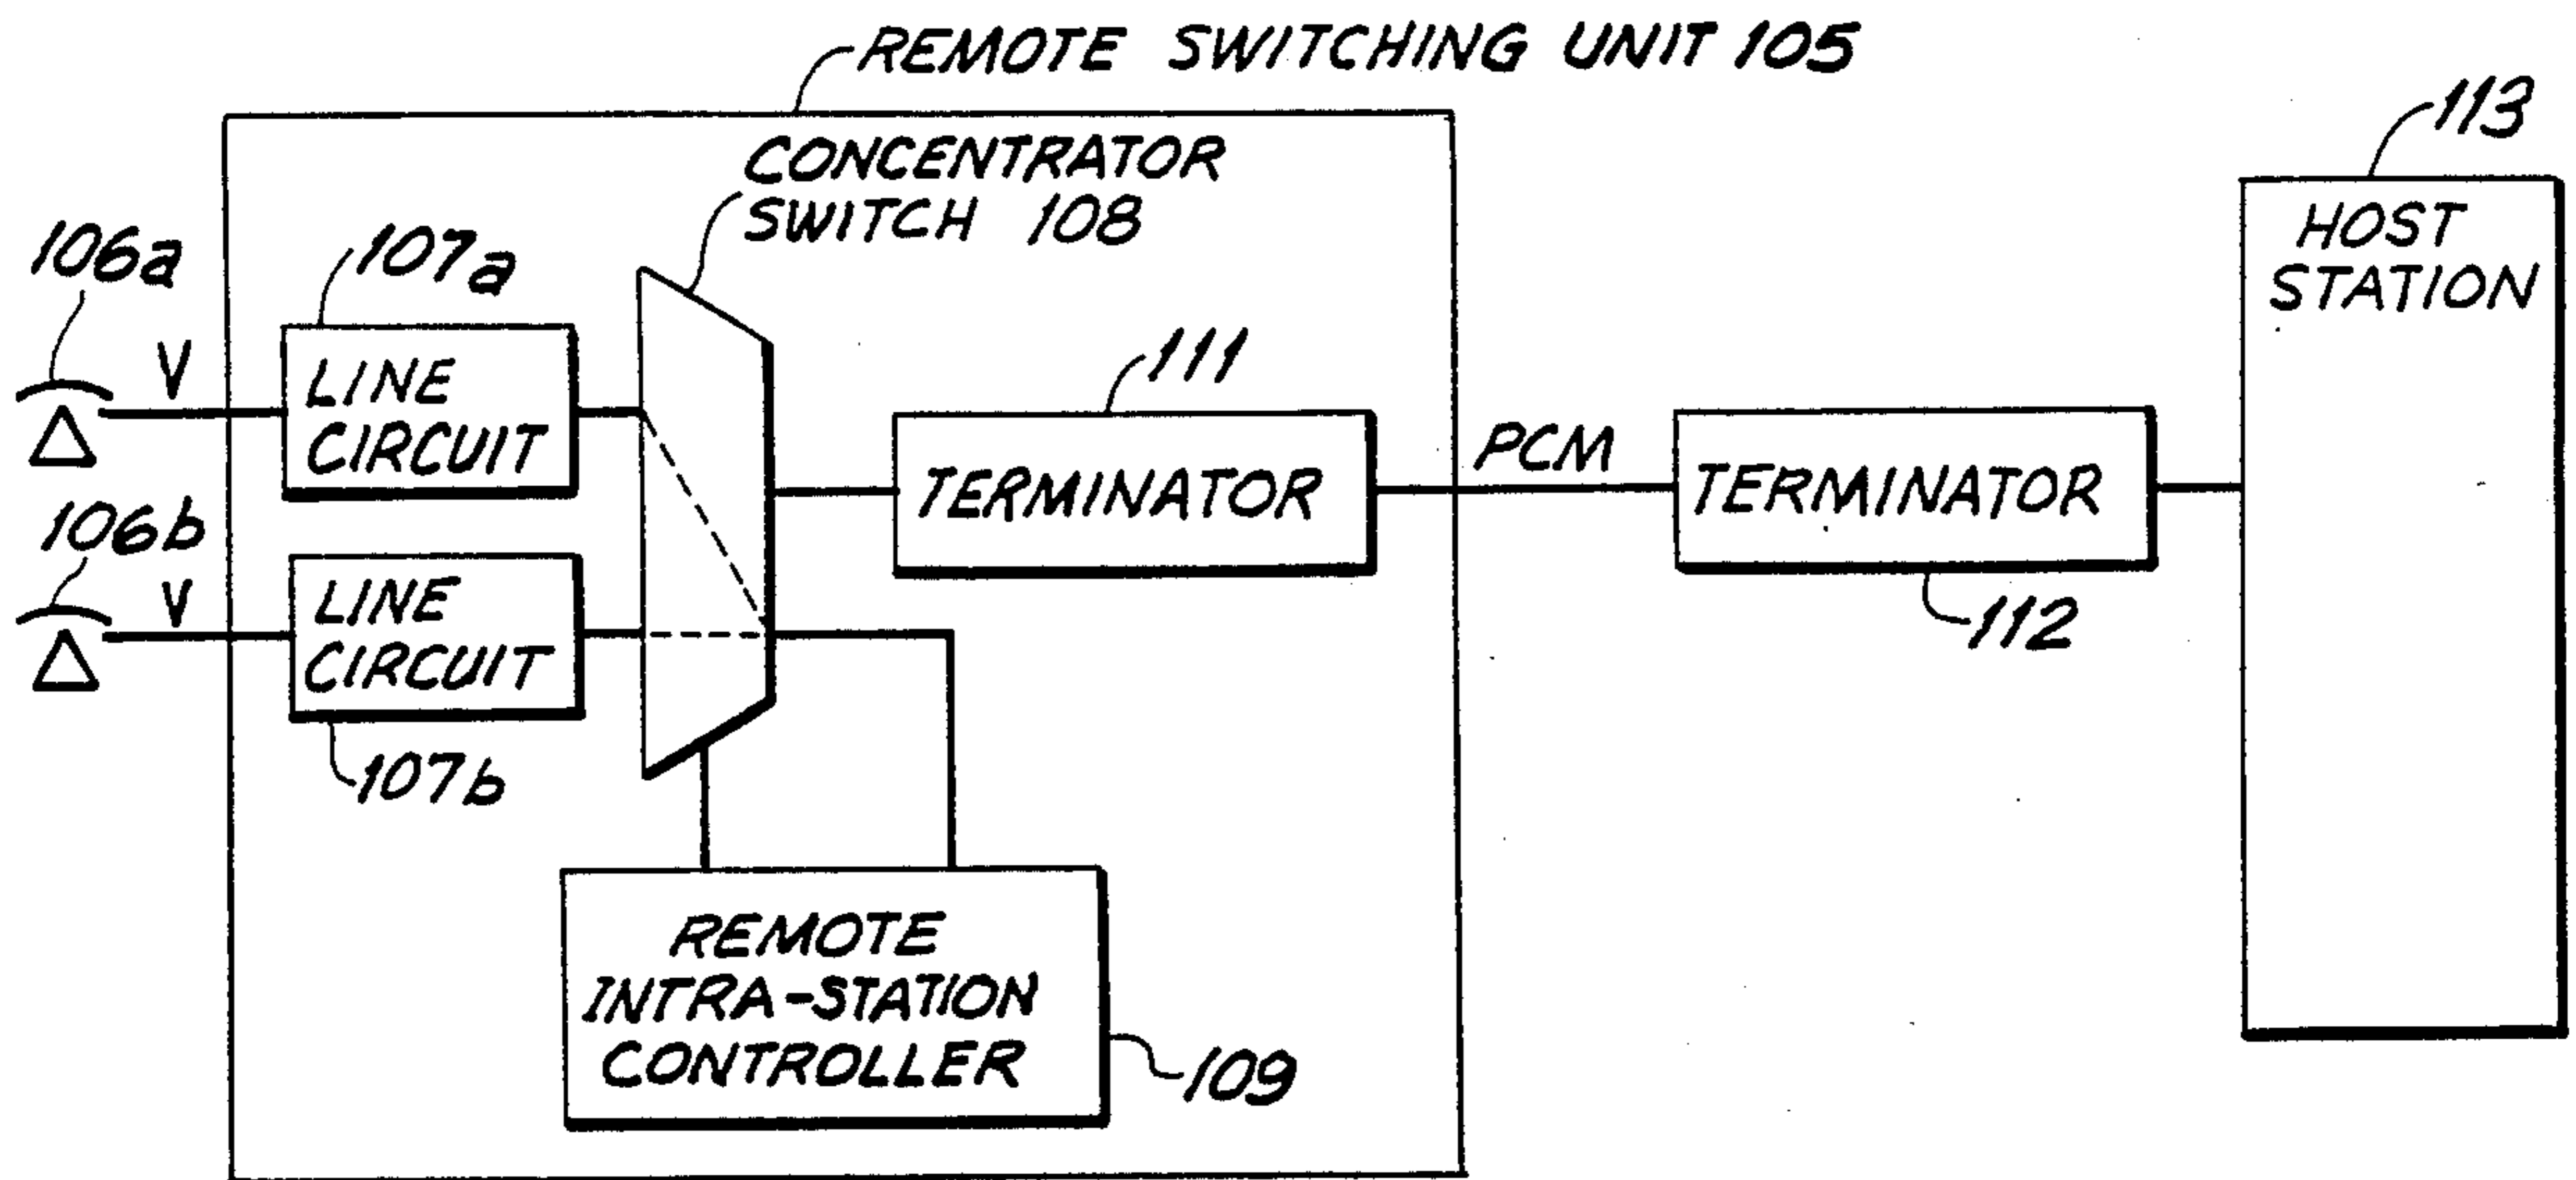 REMOTE SWITCHING UNIT 105
113
CONCENTRATOR
SWITCH 108
HOST
STATION
106a
107a
V
LINE
CIRCUIT
111
TERMINATOR
PCM
TERMINATOR
112
106b
V
LINE
CIRCUIT
107b
REMOTE
INTRA-STATION
CONTROLLER
109